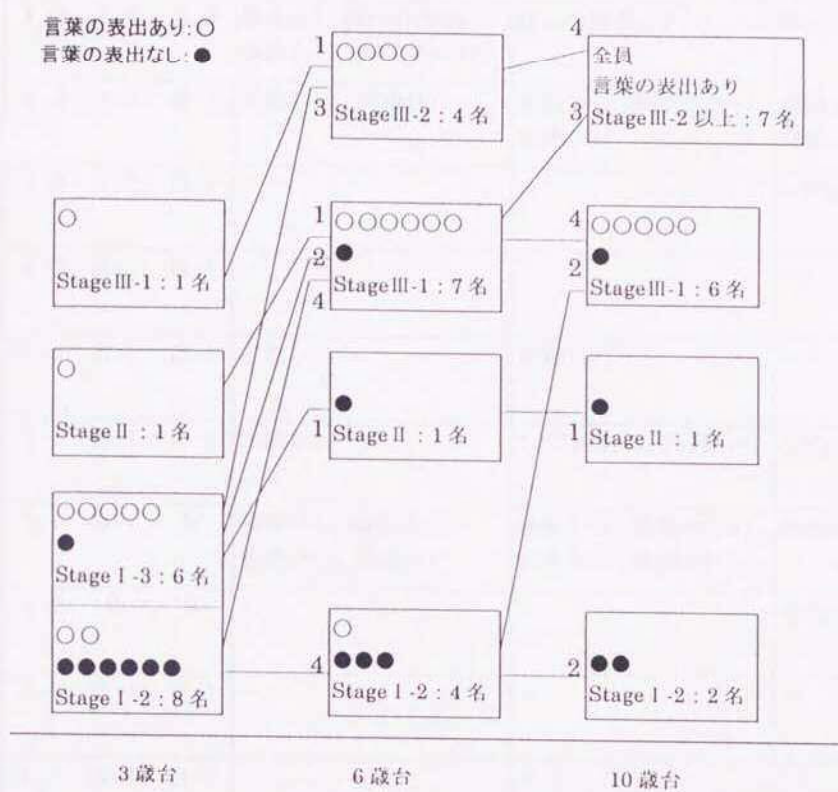 言葉の表出あり:○
言葉の表出なし:●
○
StageⅢ-1:1名
○
StageⅡ:1名
○○○○○
●
StageⅠ-3:6名
○○
●●●●●●
StageⅠ-2:8名
3歳台
1
○○○○
3
StageⅢ-2:4名
1
○○○○○○
2
●
4
StageⅢ-1:7名
●
1
StageⅡ:1名
○
4
●●●
StageⅠ-2:4名
6歳台
4
全員
言葉の表出あり
3
StageⅢ-2以上:7名
4
○○○○○
●
2
StageⅢ-1:6名
●
1
StageⅡ:1名
2
●●
StageⅠ-2:2名
10歳台